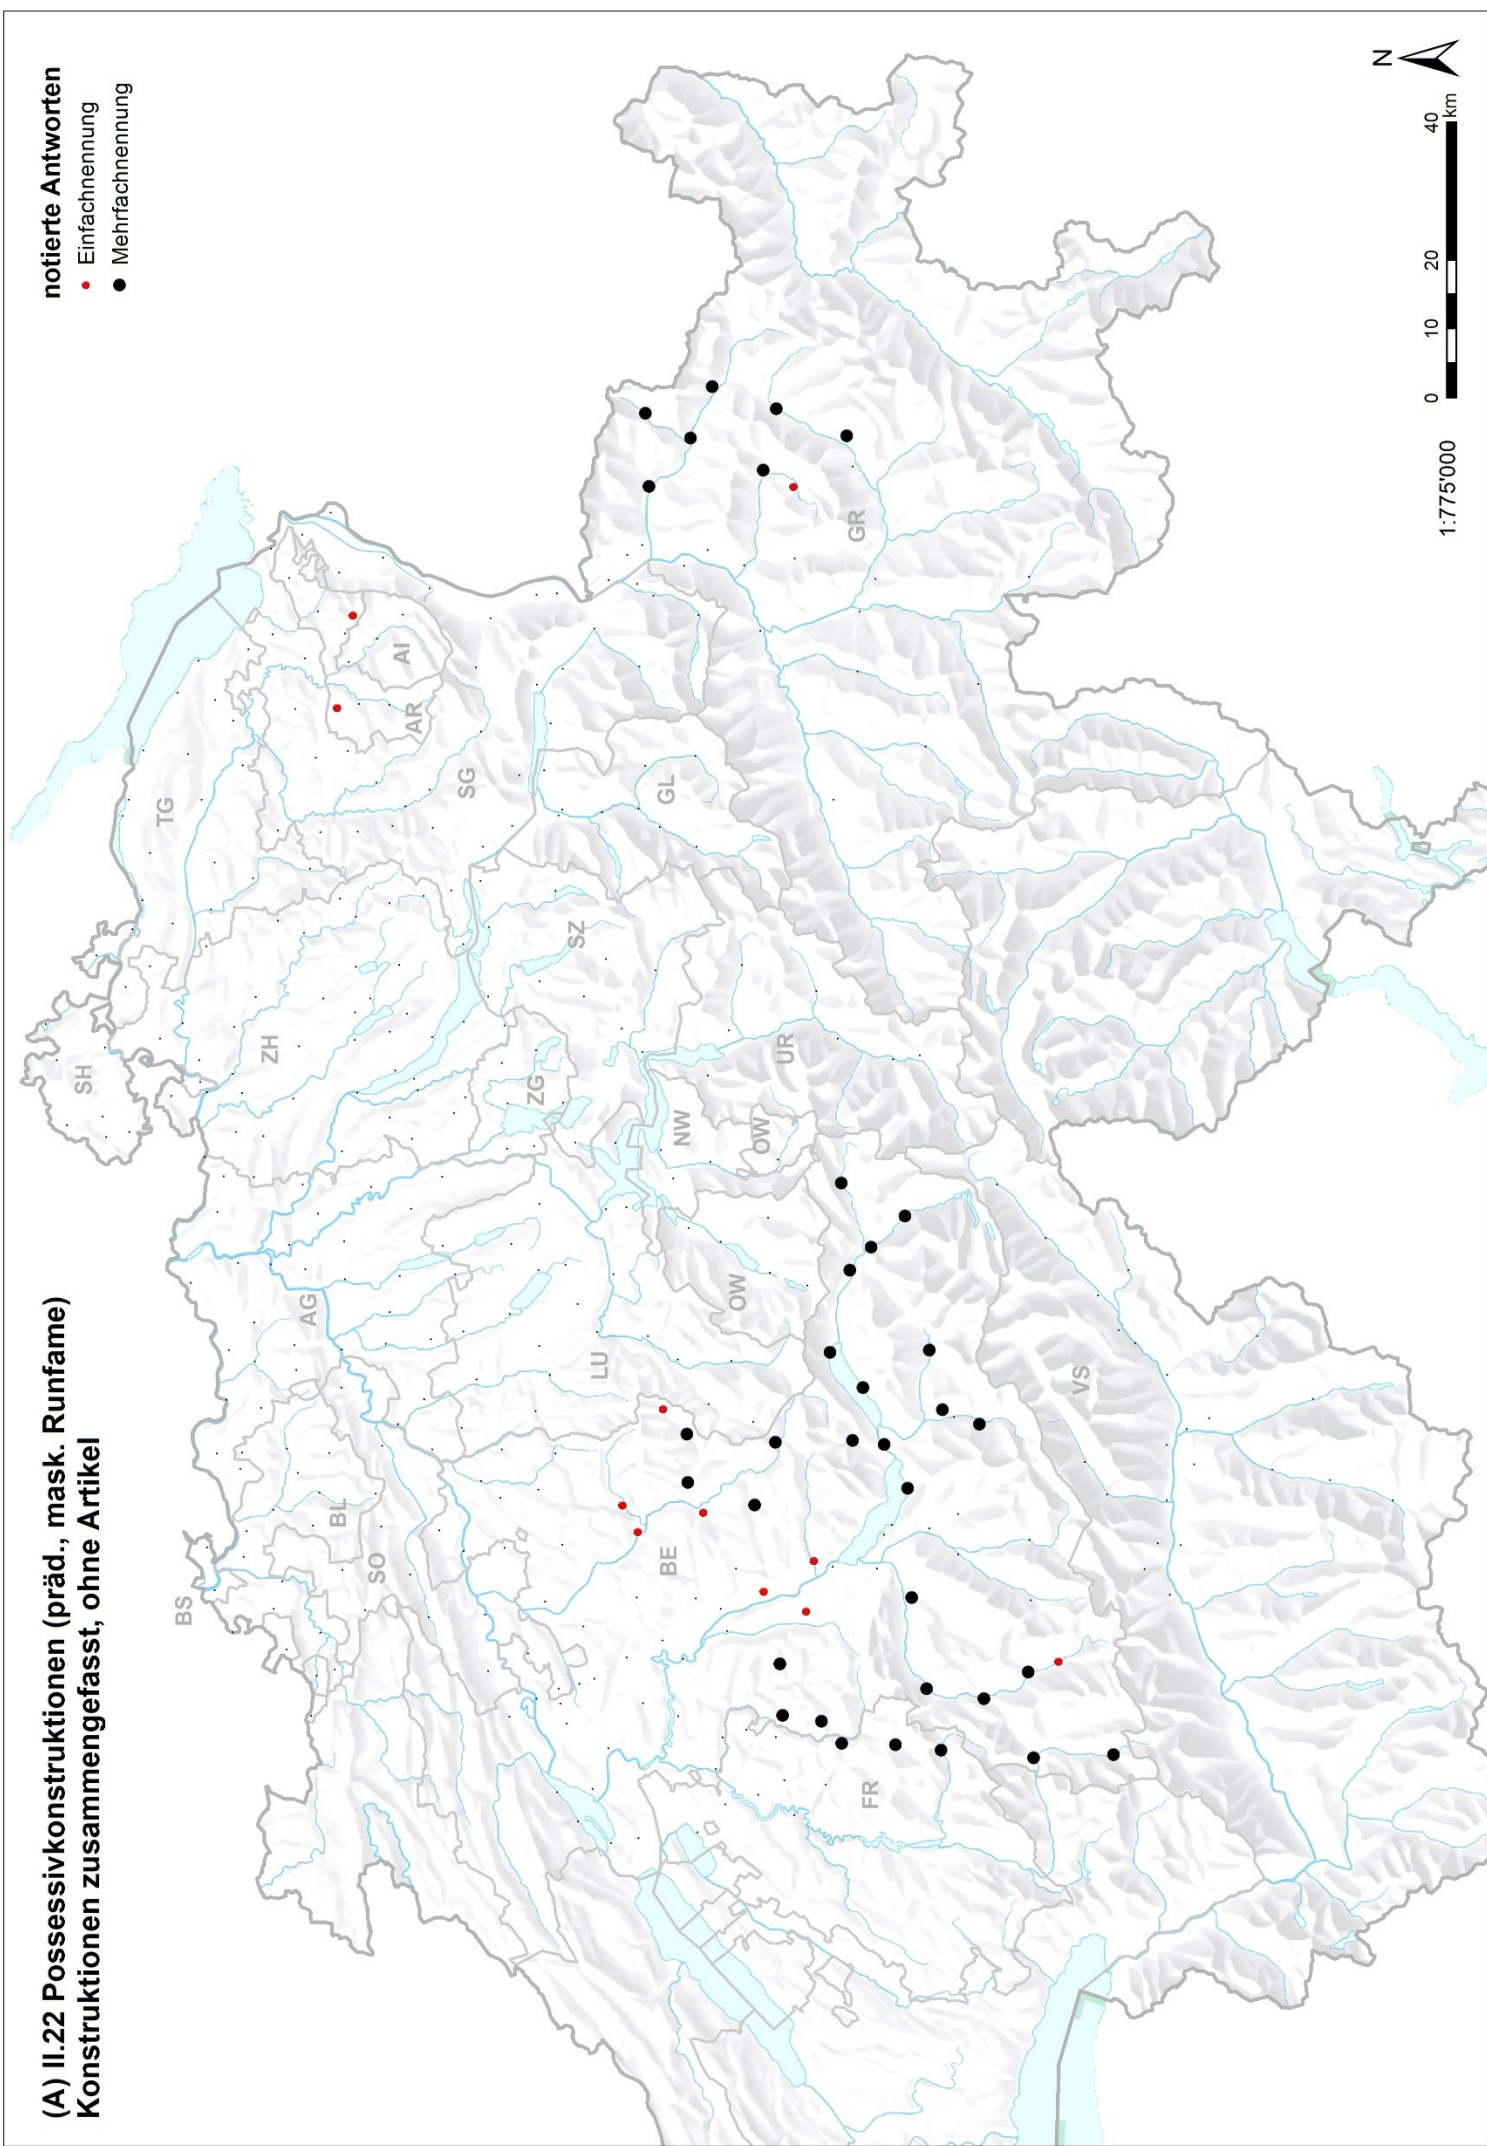 (A) II.22 Possessivkonstruktionen (präd., mask. Runfame)
Konstruktionen zusammengefasst, ohne Artikel
notierte Antworten
Einfachnennung
Mehrfachnennung
SH
BS
TG
ZH
AG
BL
SO
AR
AI
SG
ZG
SZ
LU
GL
BE
NW
OW
OW
UR
GR
FR
VS
N
1:775'000
0 10 20 40
km